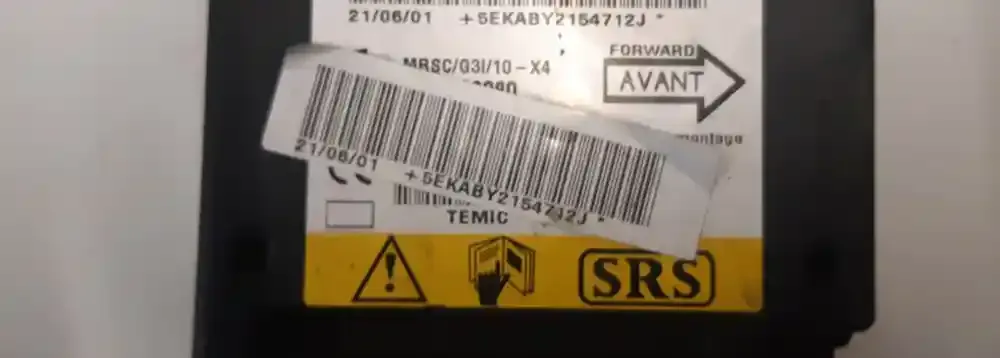 21/06/01 +5EKABY2154712J *
FORWARD
AVANT
MRSC/G3I/10-X4
montage
21/06/01 +5EKABY2154712J *
TEMIC
SRS